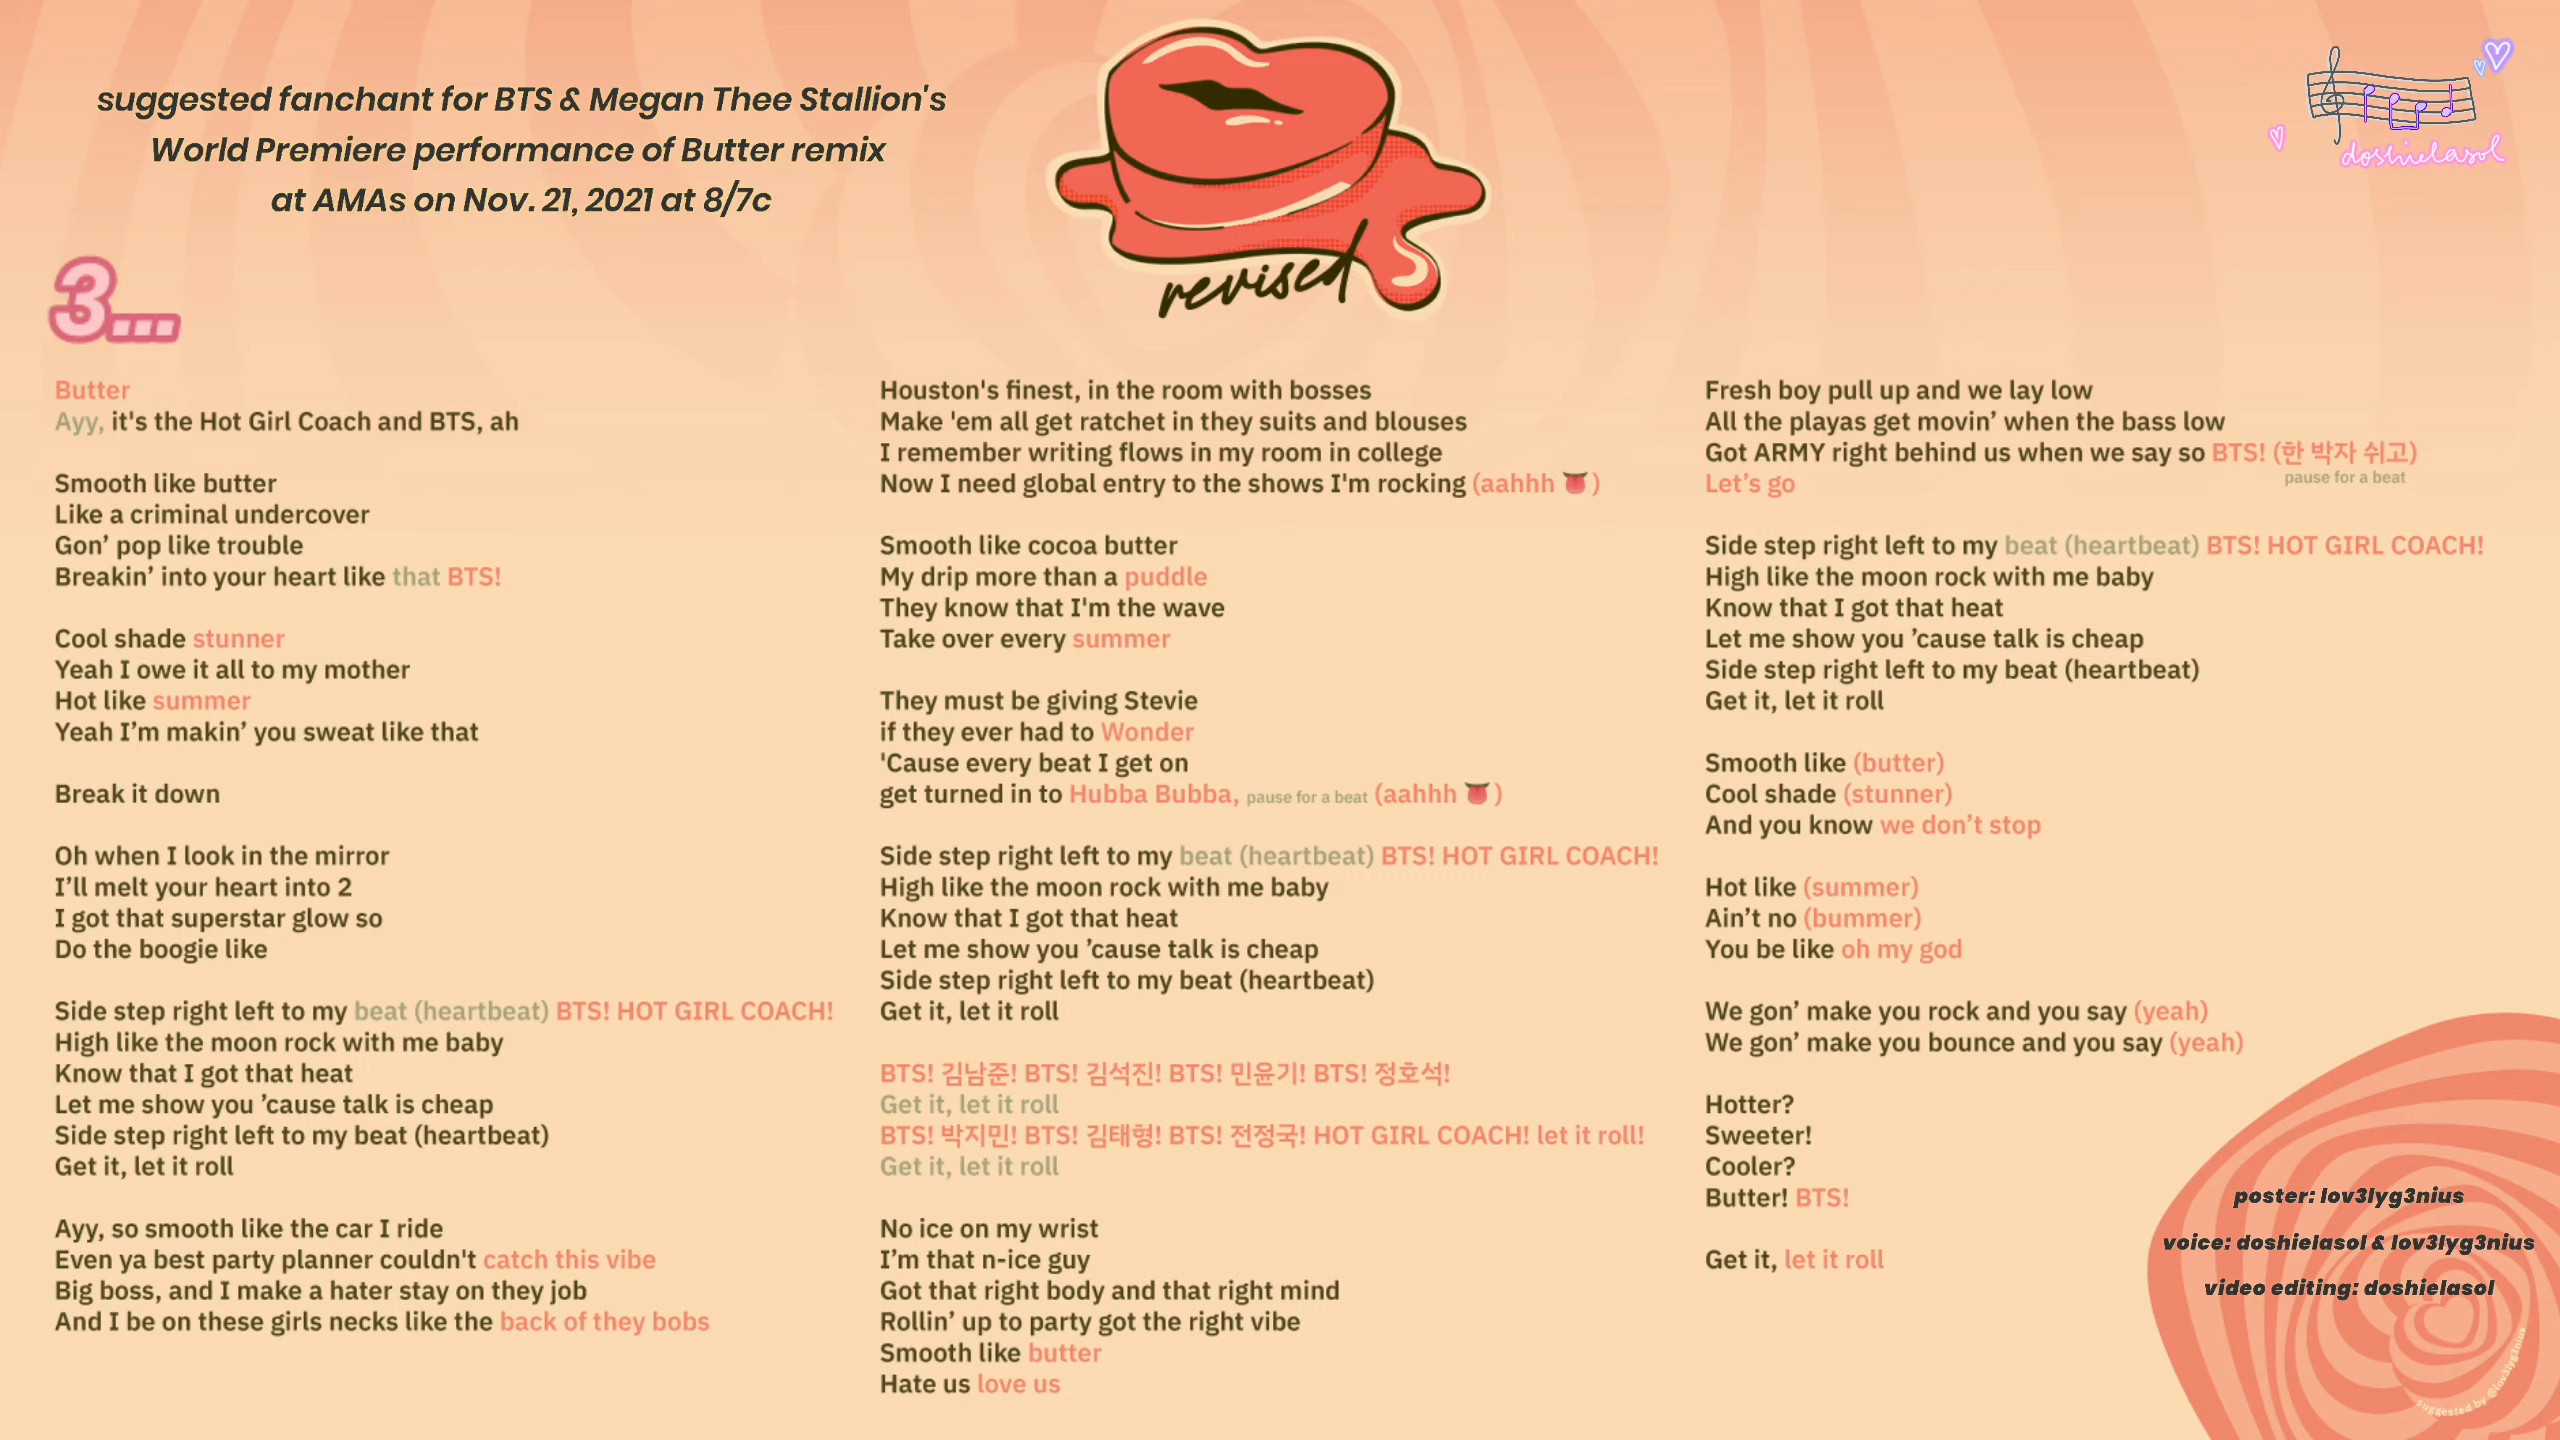 suggested fanchant for BTS & Megan Thee Stallion's
World Premiere performance of Butter remix
at AMAs on Nov. 21, 2021 at 8/7c
revised
doshielasol
3...
Butter
Ayy, it's the Hot Girl Coach and BTS, ah
Smooth like butter
Like a criminal undercover
Gon’ pop like trouble
Breakin’ into your heart like that BTS!
Cool shade stunner
Yeah I owe it all to my mother
Hot like summer
Yeah I’m makin’ you sweat like that
Break it down
Oh when I look in the mirror
I’ll melt your heart into 2
I got that superstar glow so
Do the boogie like
Side step right left to my beat (heartbeat) BTS! HOT GIRL COACH!
High like the moon rock with me baby
Know that I got that heat
Let me show you ’cause talk is cheap
Side step right left to my beat (heartbeat)
Get it, let it roll
Ayy, so smooth like the car I ride
Even ya best party planner couldn't catch this vibe
Big boss, and I make a hater stay on they job
And I be on these girls necks like the back of they bobs
Houston's finest, in the room with bosses
Make 'em all get ratchet in they suits and blouses
I remember writing flows in my room in college
Now I need global entry to the shows I'm rocking (aahhh 👅)
Smooth like cocoa butter
My drip more than a puddle
They know that I'm the wave
Take over every summer
They must be giving Stevie
if they ever had to Wonder
'Cause every beat I get on
get turned in to Hubba Bubba, pause for a beat (aahhh 👅)
Side step right left to my beat (heartbeat) BTS! HOT GIRL COACH!
High like the moon rock with me baby
Know that I got that heat
Let me show you ’cause talk is cheap
Side step right left to my beat (heartbeat)
Get it, let it roll
BTS! 김남준! BTS! 김석진! BTS! 민윤기! BTS! 정호석!
Get it, let it roll
BTS! 박지민! BTS! 김태형! BTS! 전정국! HOT GIRL COACH! let it roll!
Get it, let it roll
No ice on my wrist
I’m that n-ice guy
Got that right body and that right mind
Rollin’ up to party got the right vibe
Smooth like butter
Hate us love us
Fresh boy pull up and we lay low
All the playas get movin’ when the bass low
Got ARMY right behind us when we say so BTS! (한 박자 쉬고)
pause for a beat
Let’s go
Side step right left to my beat (heartbeat) BTS! HOT GIRL COACH!
High like the moon rock with me baby
Know that I got that heat
Let me show you ’cause talk is cheap
Side step right left to my beat (heartbeat)
Get it, let it roll
Smooth like (butter)
Cool shade (stunner)
And you know we don’t stop
Hot like (summer)
Ain’t no (bummer)
You be like oh my god
We gon’ make you rock and you say (yeah)
We gon’ make you bounce and you say (yeah)
Hotter?
Sweeter!
Cooler?
Butter! BTS!
Get it, let it roll
poster: lov3lyg3nius
voice: doshielasol & lov3lyg3nius
video editing: doshielasol
suggested by @lov3lyg3nius